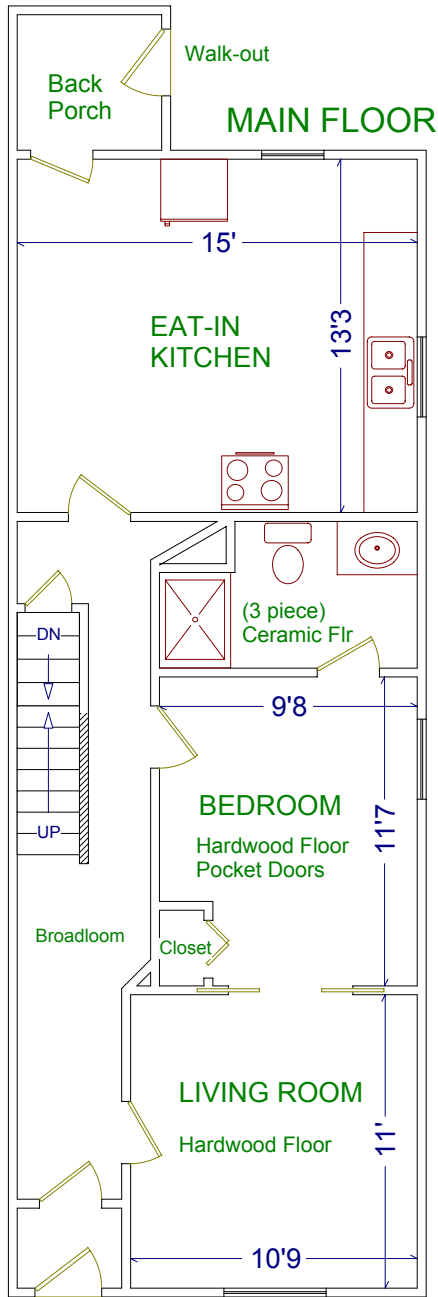 Walk-out
Back
Porch
MAIN FLOOR
15'
13'3
EAT-IN
KITCHEN
(3 piece)
Ceramic Flr
DN
9'8
BEDROOM
11'7
UP
Hardwood Floor
Pocket Doors
Broadloom
Closet
LIVING ROOM
Hardwood Floor
11'
10'9